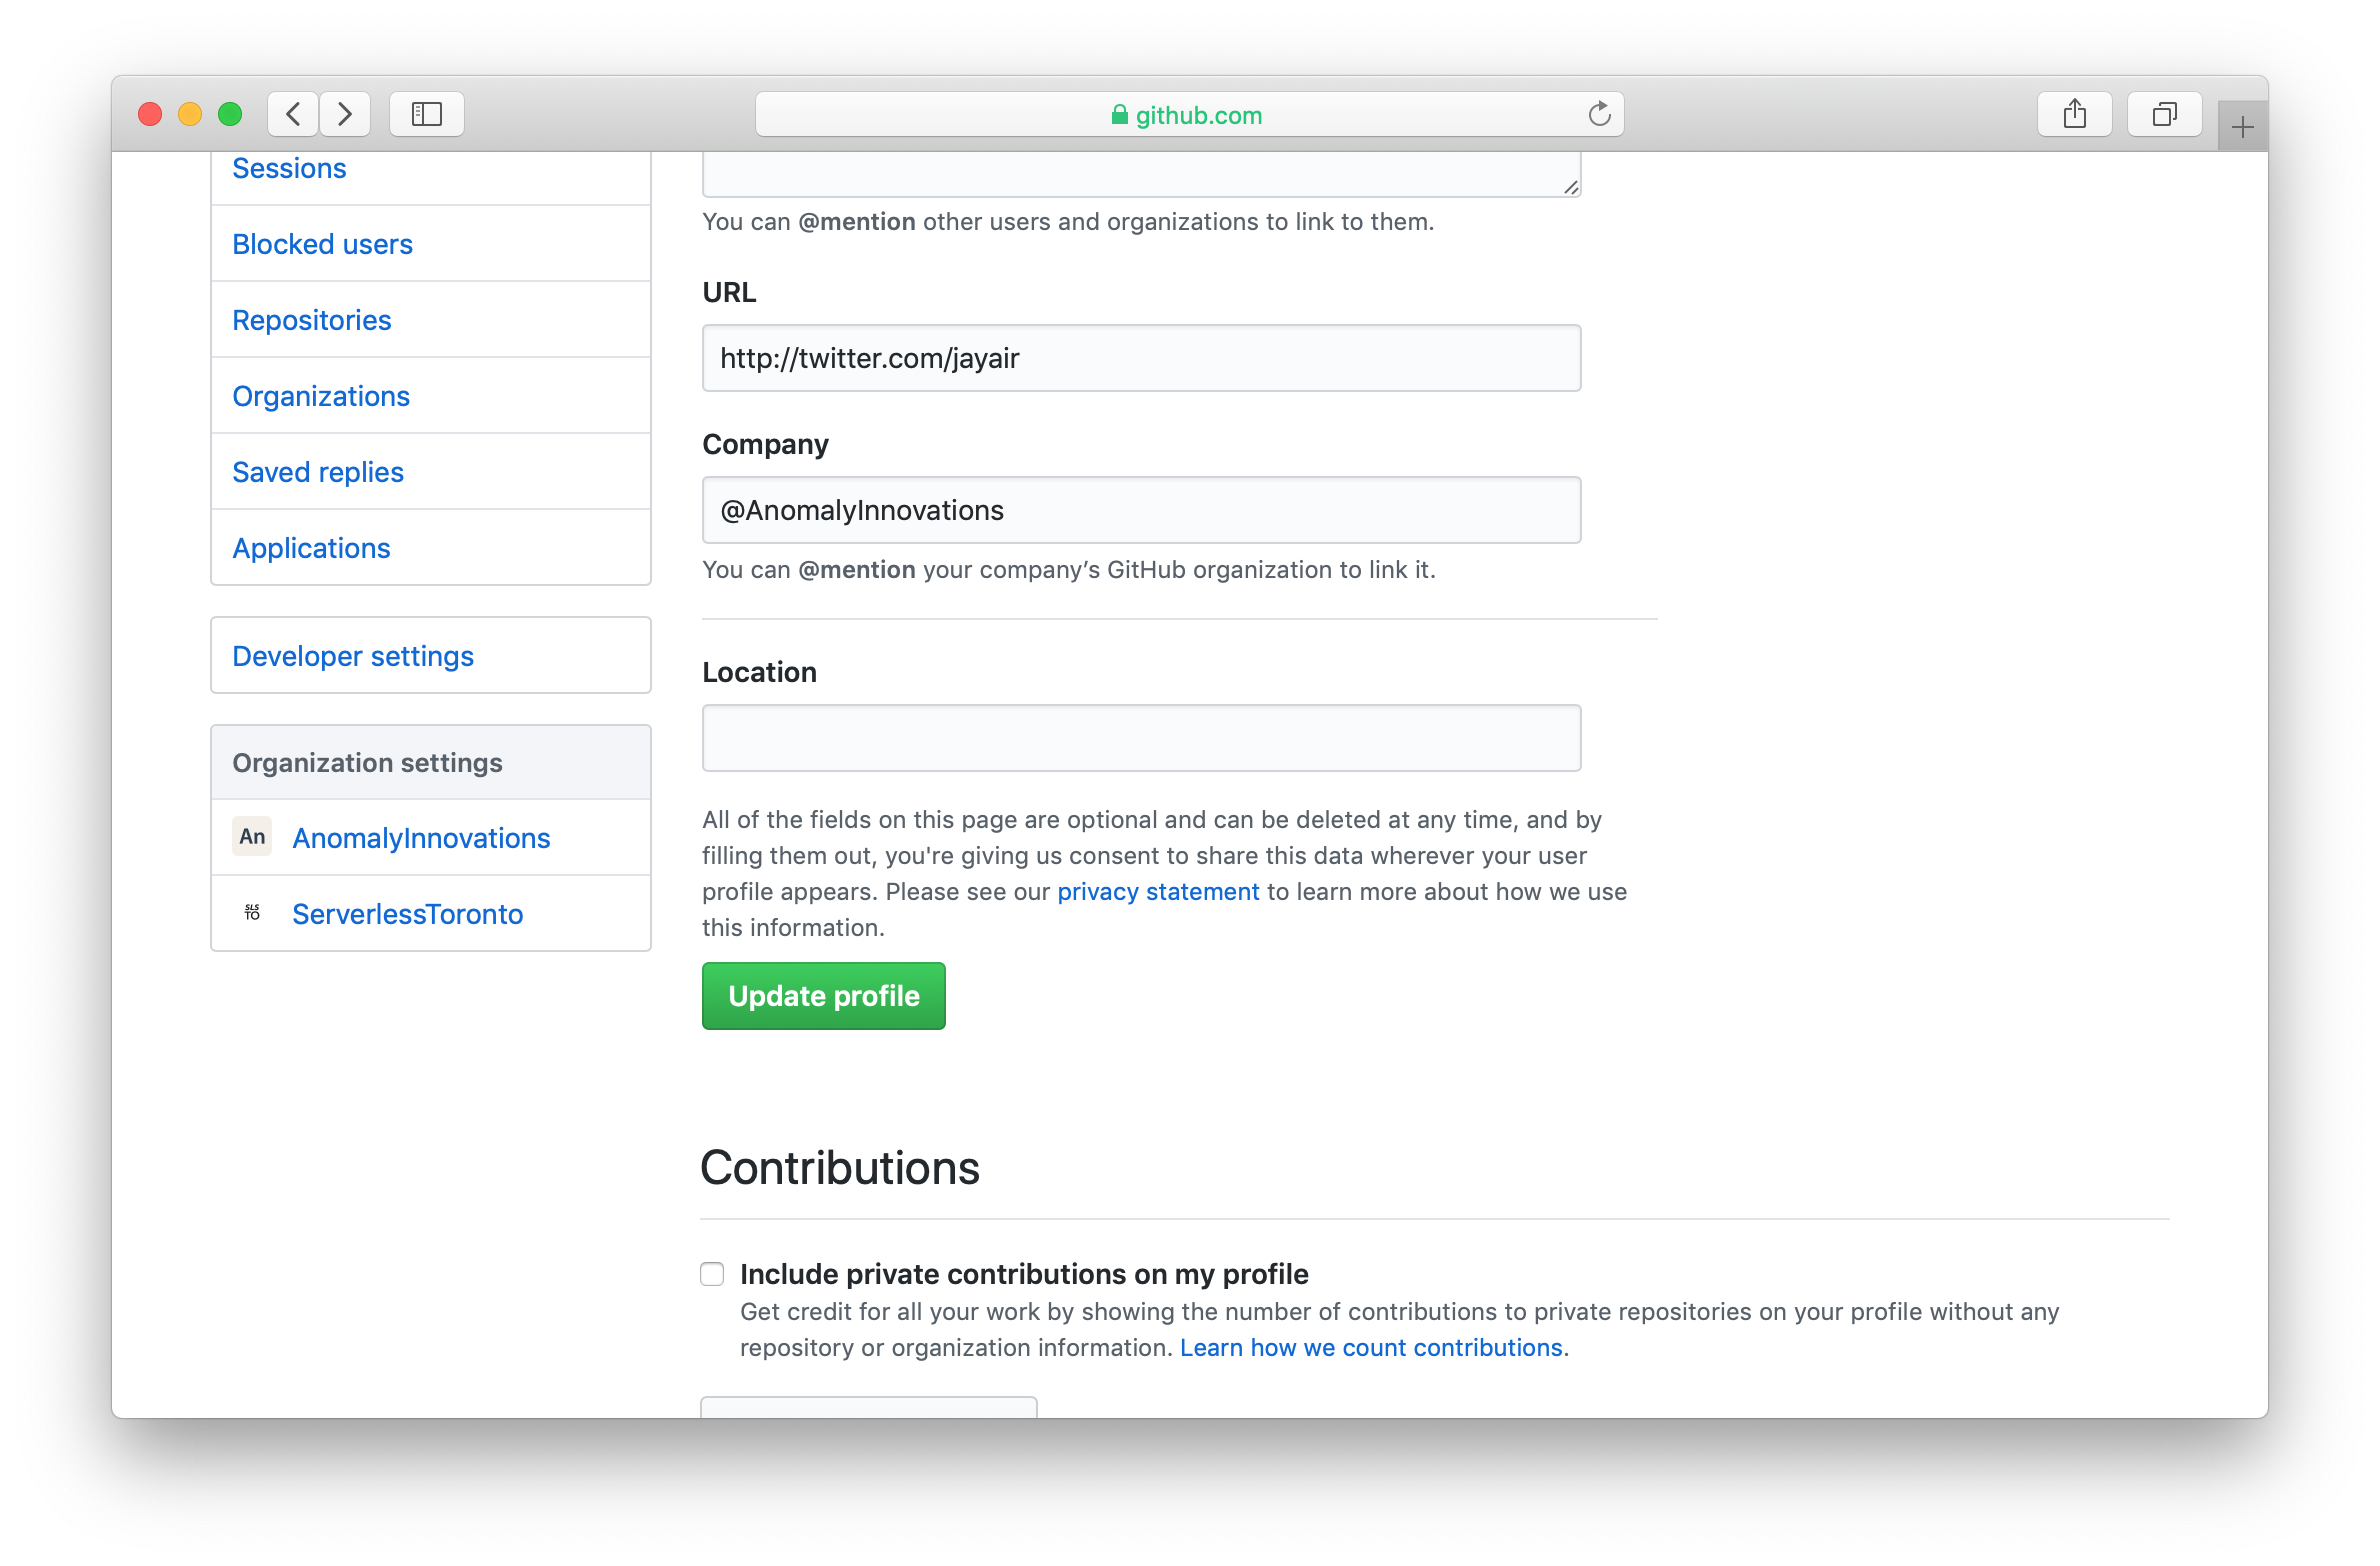 github.com
Sessions
Blocked users
Repositories
Organizations
Saved replies
Applications
Developer settings
Organization settings
An AnomalyInnovations
SLS TO ServerlessToronto
You can @mention other users and organizations to link to them.
URL
http://twitter.com/jayair
Company
@AnomalyInnovations
You can @mention your company’s GitHub organization to link it.
Location
All of the fields on this page are optional and can be deleted at any time, and by
filling them out, you're giving us consent to share this data wherever your user
profile appears. Please see our privacy statement to learn more about how we use
this information.
Update profile
Contributions
Include private contributions on my profile
Get credit for all your work by showing the number of contributions to private repositories on your profile without any
repository or organization information. Learn how we count contributions.